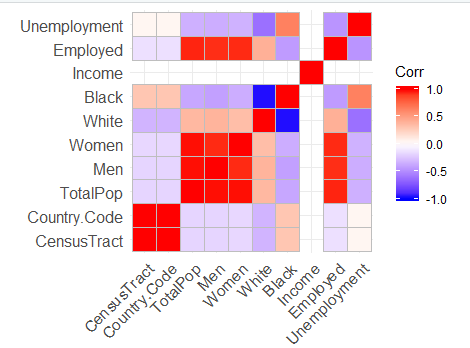 Unemployment
Employed
Income
Black
White
Women
Men
TotalPop
Country.Code
CensusTract
CensusTract
Country.Code
TotalPop
Men
Women
White
Black
Income
Employed
Unemployment
Corr
1.0
0.5
0.0
-0.5
-1.0